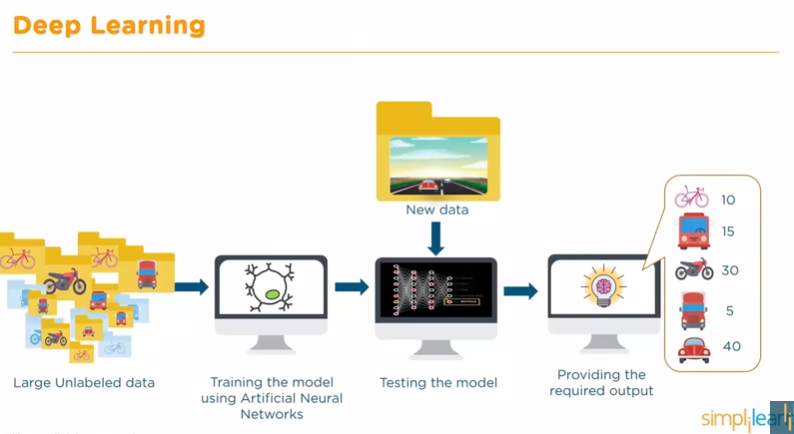 Deep Learning
New data
10
15
30
5
40
Large Unlabeled data
Training the model
using Artificial Neural
Networks
Testing the model
Providing the
required output